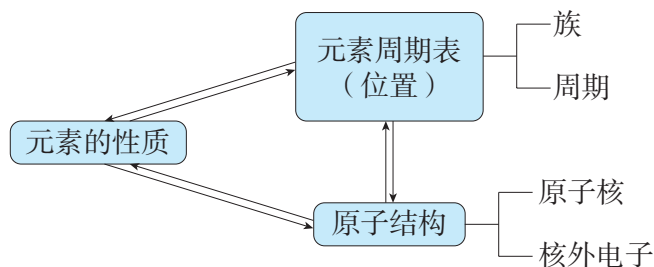 元素周期表
（位置）
族
周期
元素的性质
原子结构
原子核
核外电子